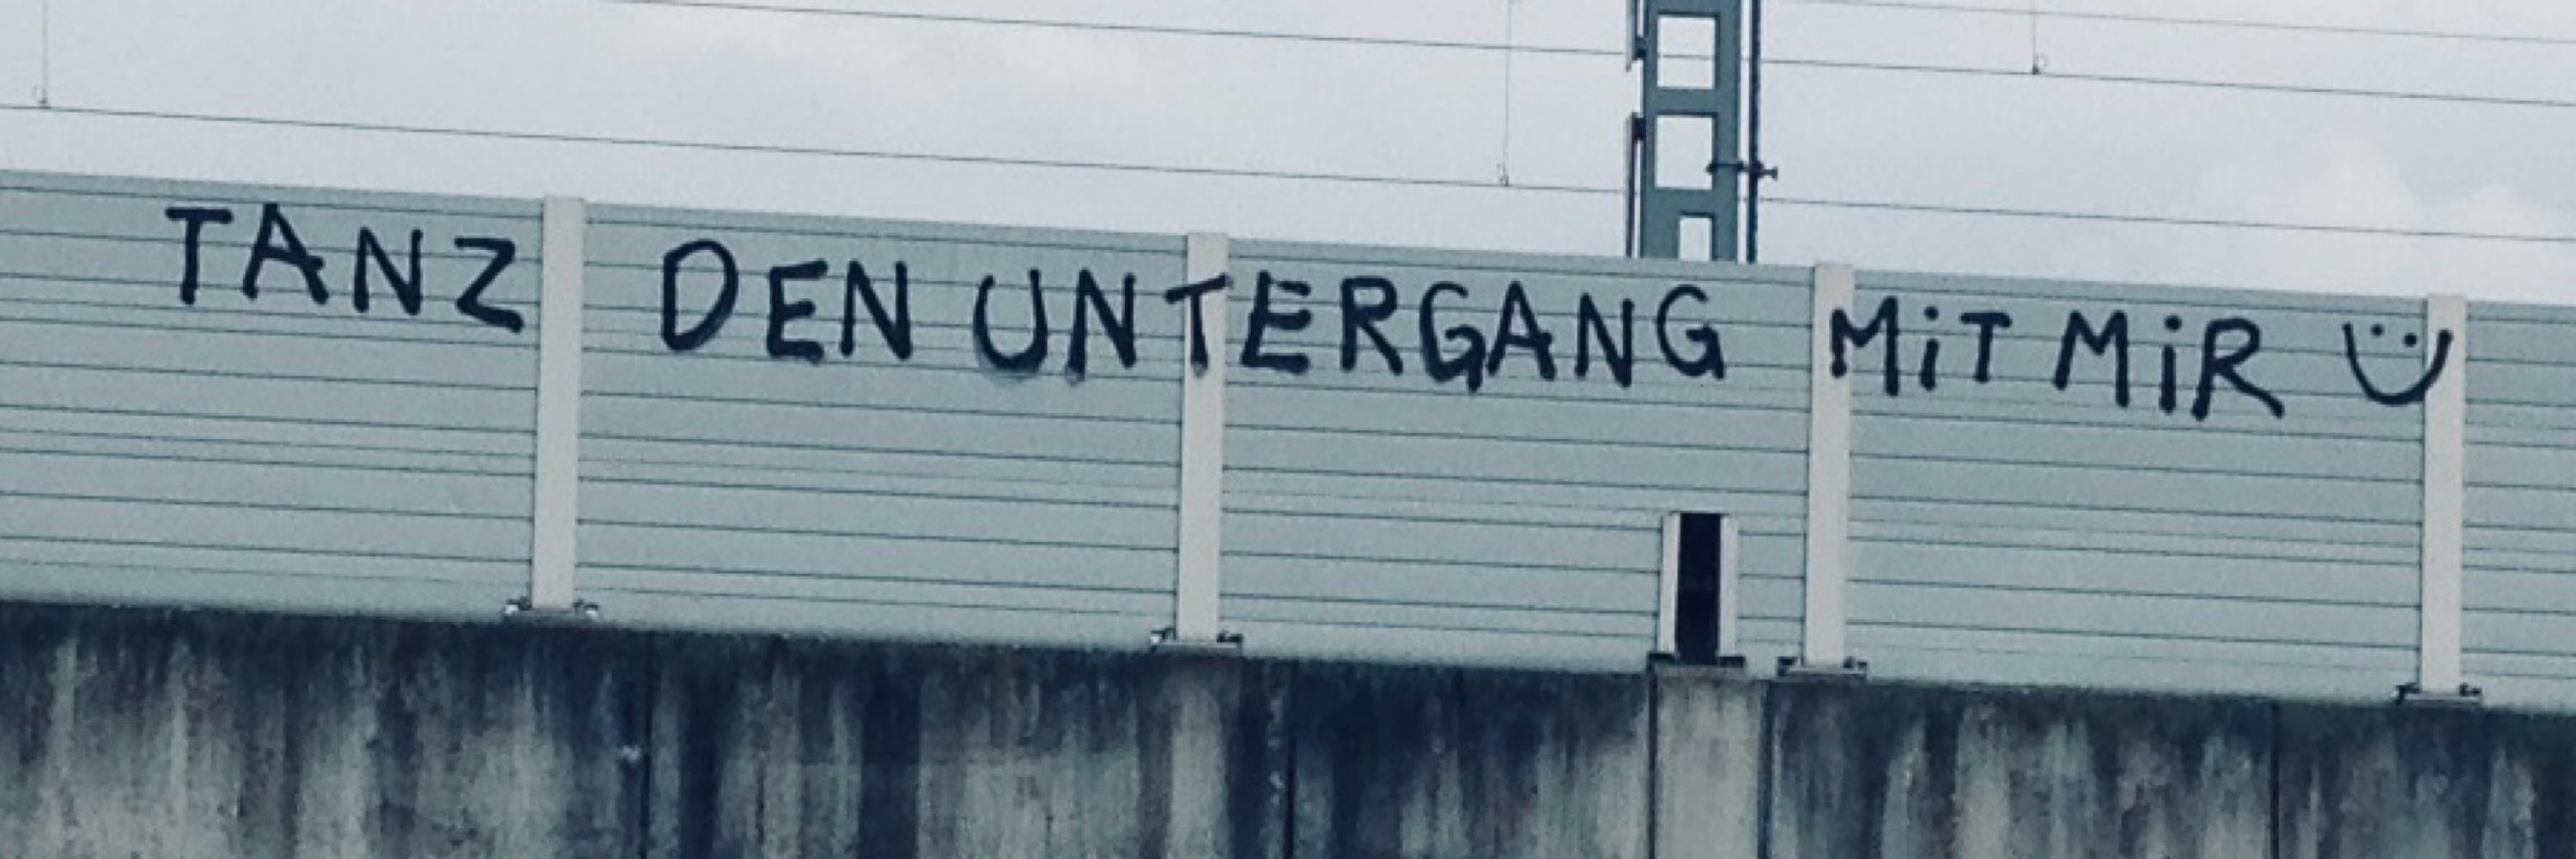 TANZ DEN UNTERGANG MiT MiR Ü